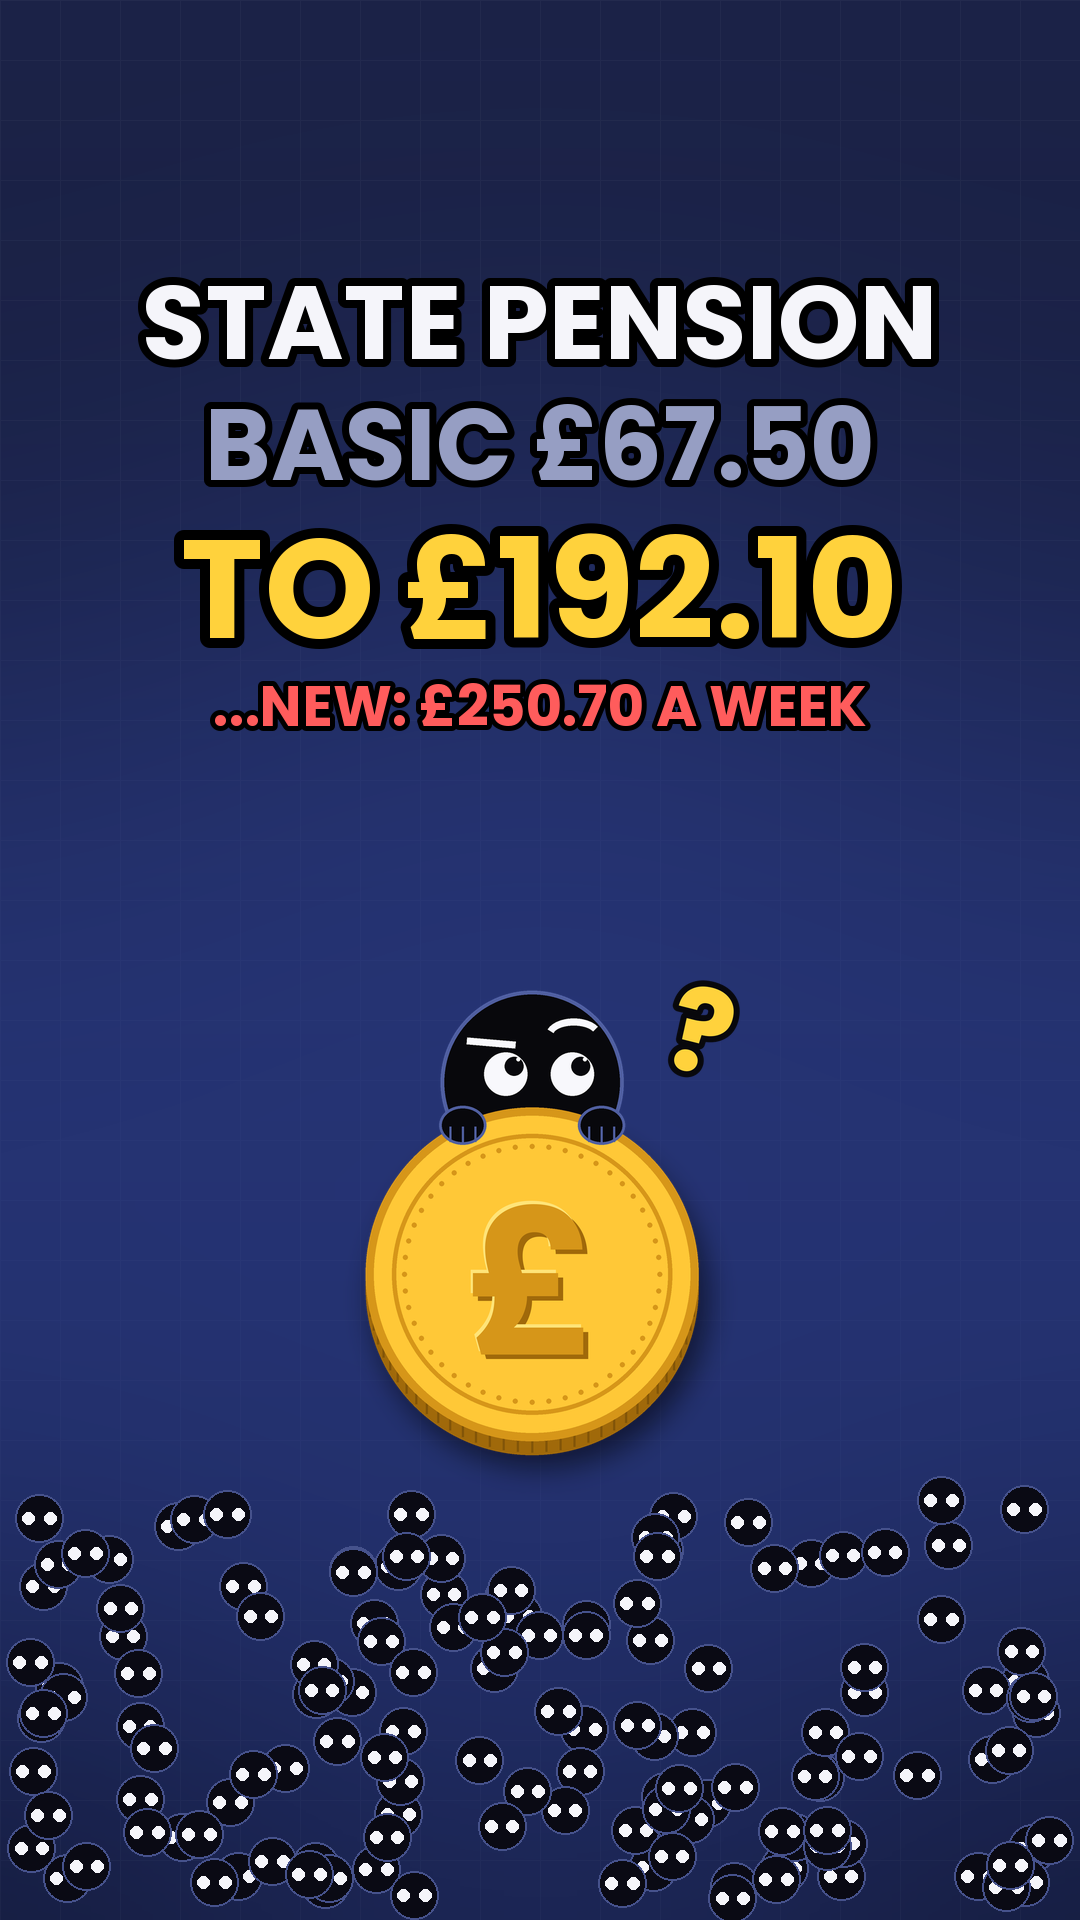 STATE PENSION
BASIC £67.50
TO £192.10
...NEW: £250.70 A WEEK
?
£